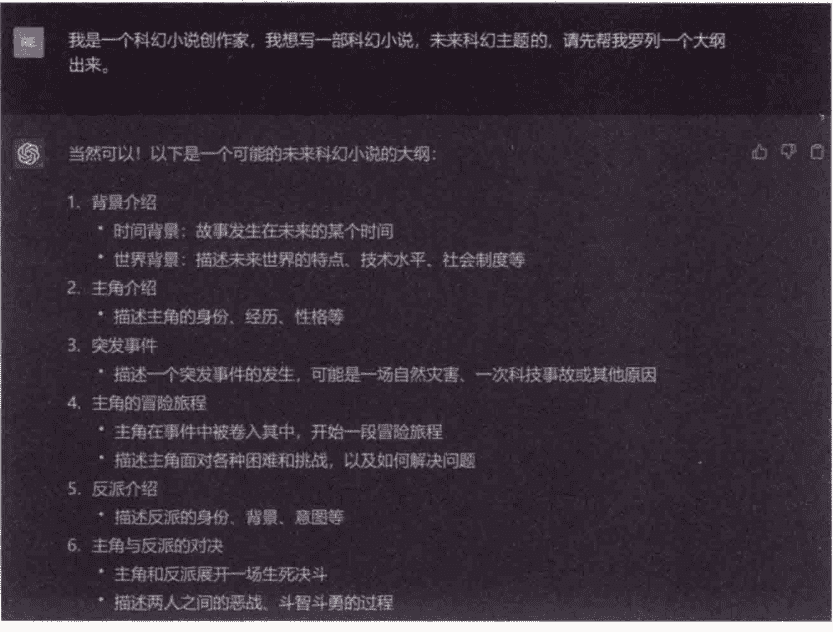 RE
我是一个科幻小说创作家，我想写一部科幻小说，未来科幻主题的，请先帮我罗列一个大纲
出来。
当然可以！以下是一个可能的未来科幻小说的大纲：
1. 背景介绍
• 时间背景：故事发生在未来的某个时间
• 世界背景：描述未来世界的特点、技术水平、社会制度等
2. 主角介绍
• 描述主角的身份、经历、性格等
3. 突发事件
• 描述一个突发事件的发生，可能是一场自然灾害、一次科技事故或其他原因
4. 主角的冒险旅程
• 主角在事件中被卷入其中，开始一段冒险旅程
• 描述主角面对各种困难和挑战，以及如何解决问题
5. 反派介绍
• 描述反派的身份、背景、意图等
6. 主角与反派的对决
• 主角和反派展开一场生死决斗
• 描述两人之间的恶战、斗智斗勇的过程